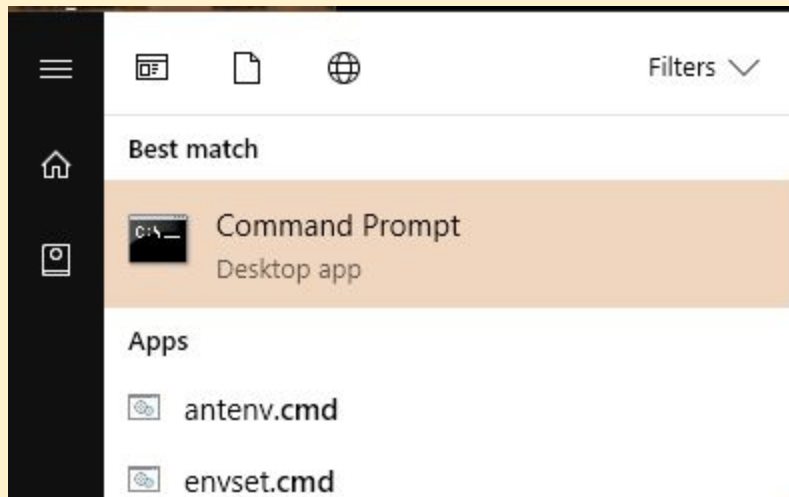 Filters
Best match
C:\_
Command Prompt
Desktop app
Apps
antenv.cmd
envset.cmd